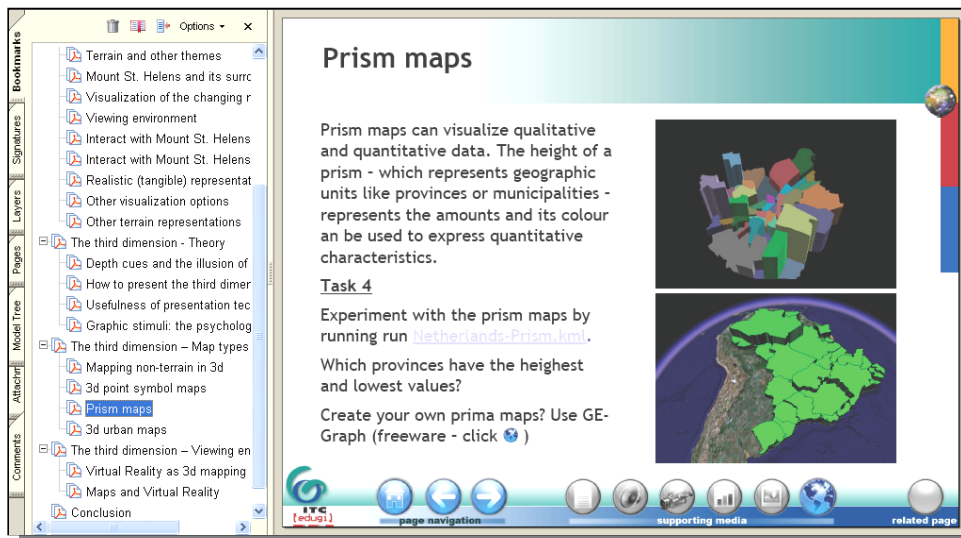 Options
Bookmarks
Signatures
Layers
Pages
Model Tree
Attachm
Comments
Terrain and other themes
Mount St. Helens and its surrc
Visualization of the changing r
Viewing environment
Interact with Mount St. Helens
Interact with Mount St. Helens
Realistic (tangible) representat
Other visualization options
Other terrain representations
The third dimension - Theory
Depth cues and the illusion of
How to present the third dimer
Usefulness of presentation tec
Graphic stimuli: the psycholog
The third dimension – Map types
Mapping non-terrain in 3d
3d point symbol maps
Prism maps
3d urban maps
The third dimension – Viewing en
Virtual Reality as 3d mapping
Maps and Virtual Reality
Conclusion
Prism maps
Prism maps can visualize qualitative
and quantitative data. The height of a
prism - which represents geographic
units like provinces or municipalities -
represents the amounts and its colour
an be used to express quantitative
characteristics.
Task 4
Experiment with the prism maps by
running run Netherlands-Prism.kml.
Which provinces have the heighest
and lowest values?
Create your own prima maps? Use GE-
Graph (freeware - click )
ITC
[edugi]
page navigation
supporting media
related page